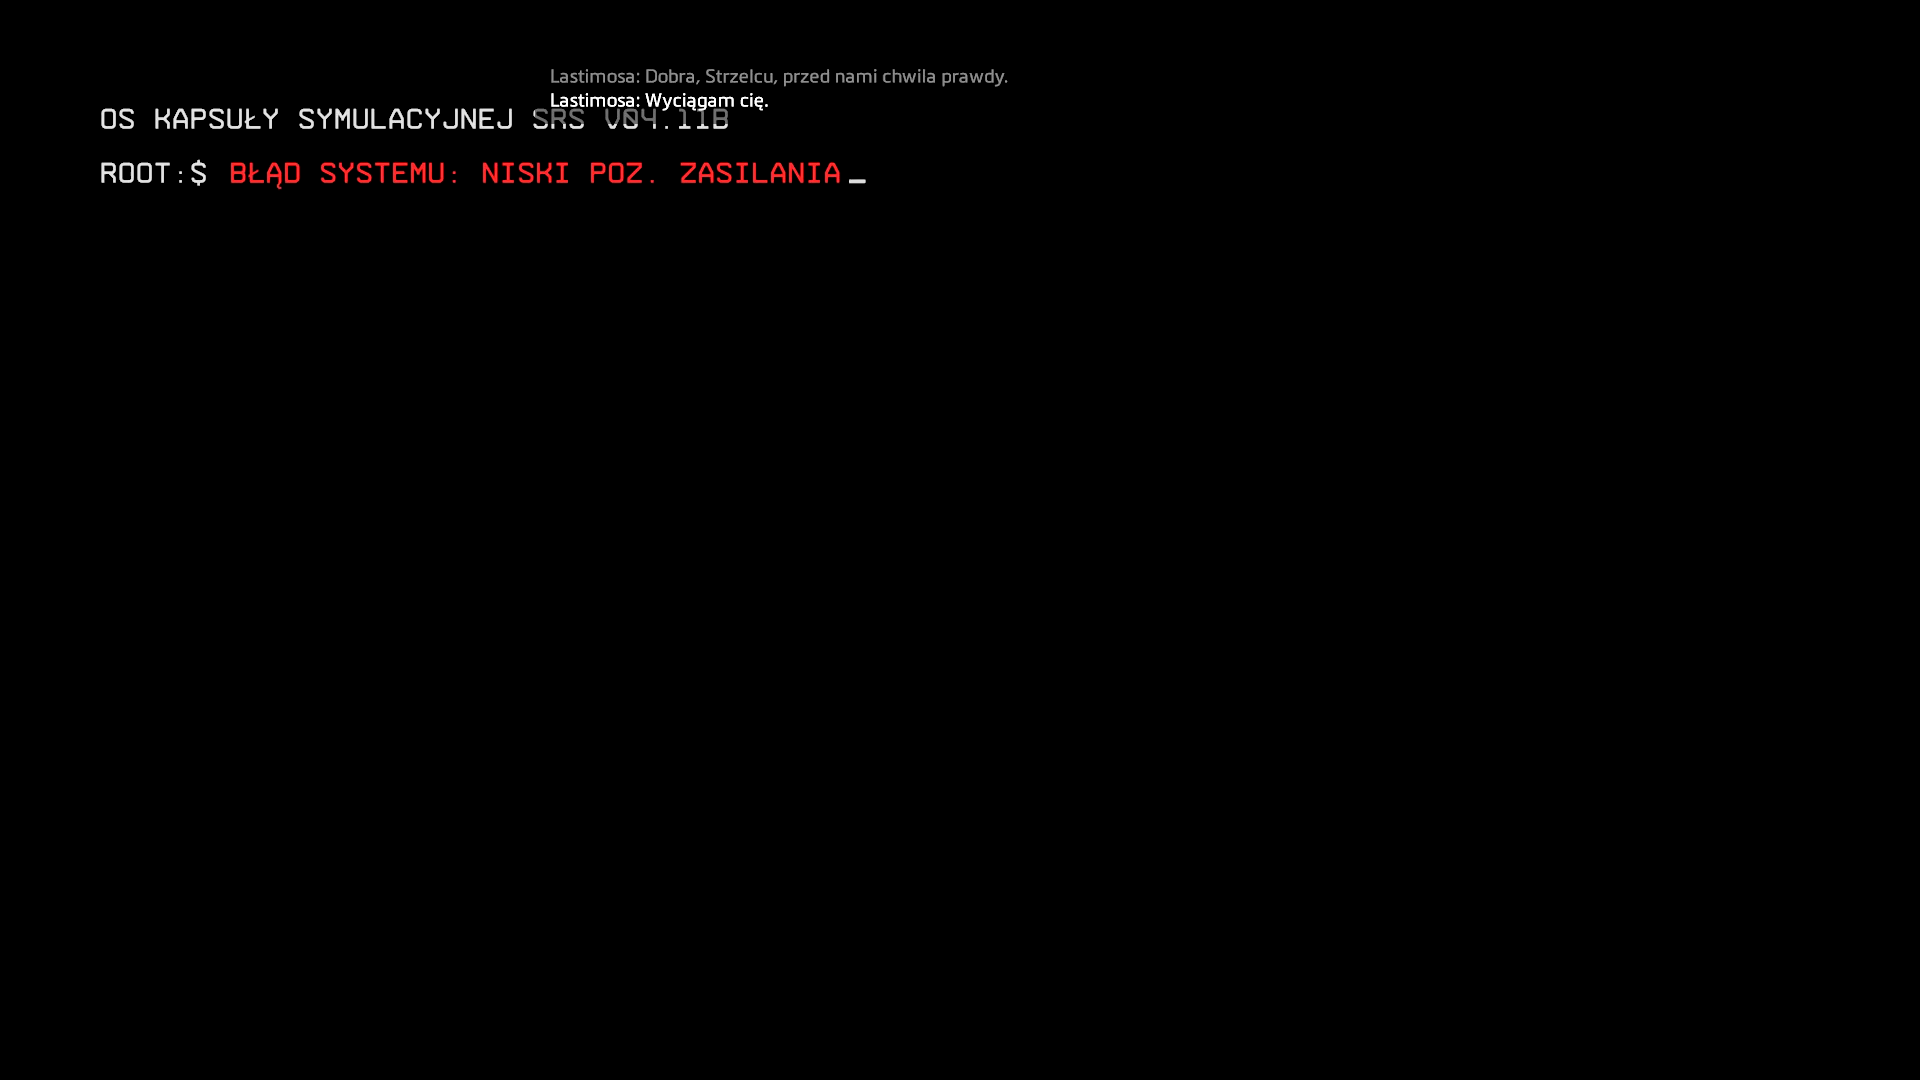 Lastimosa: Dobra, Strzelcu, przed nami chwila prawdy.
Lastimosa: Wyciągam cię.
OS KAPSUŁY SYMULACYJNEJ SRS V04.11B
ROOT:$ BŁĄD SYSTEMU: NISKI POZ. ZASILANIA_